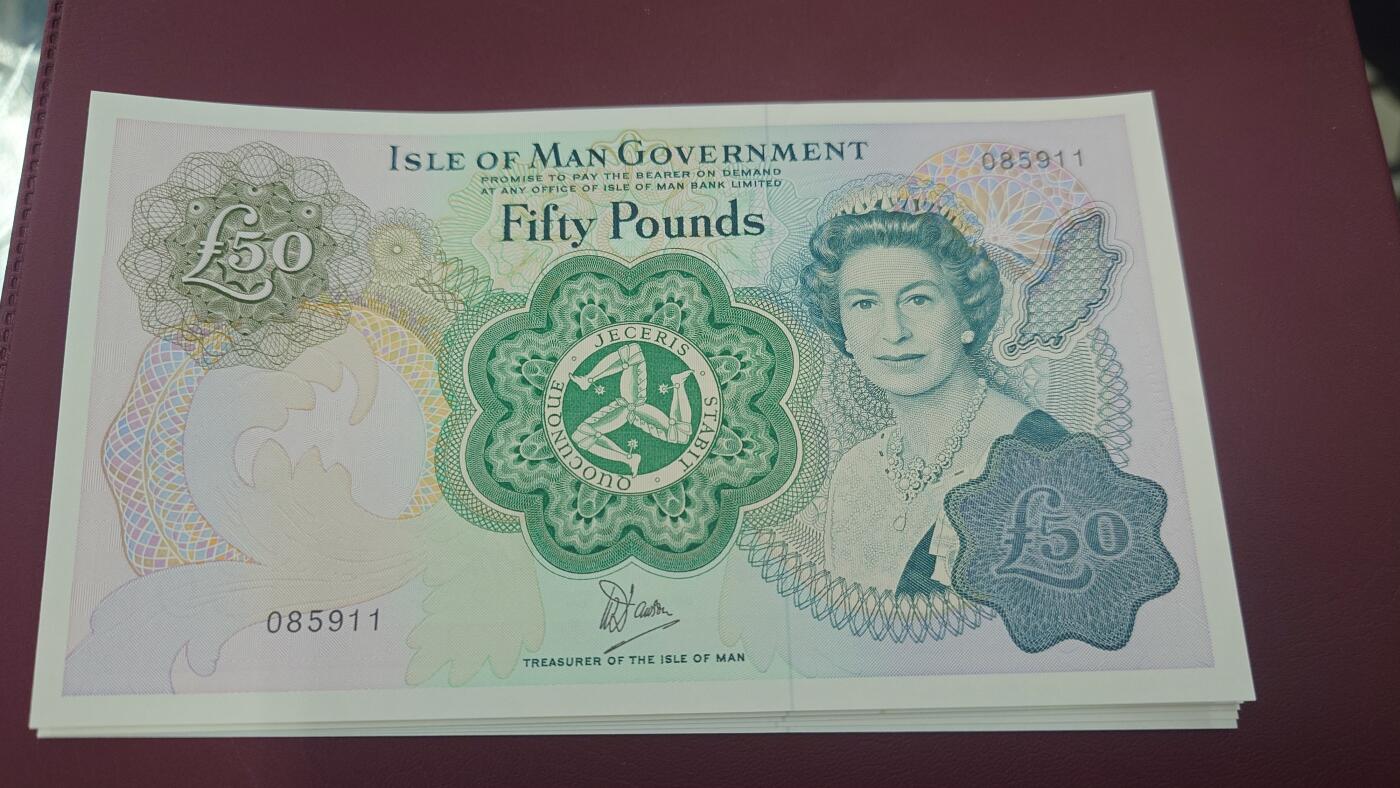 ISLE OF MAN GOVERNMENT
PROMISE TO PAY THE BEARER ON DEMAND
AT ANY OFFICE OF ISLE OF MAN BANK LIMITED
Fifty Pounds
085911
£50
QUOCUNQUE · JECERIS · STABIT ·
£50
085911
TREASURER OF THE ISLE OF MAN